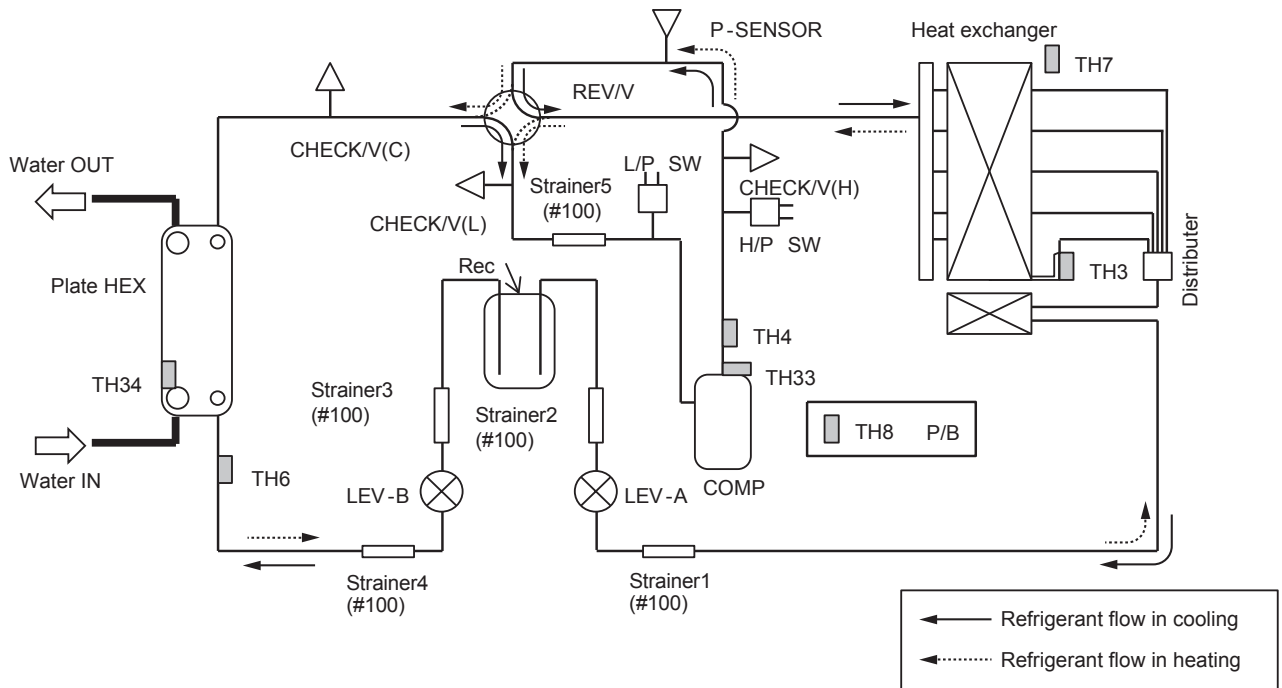 P-SENSOR
Heat exchanger
TH7
REV/V
CHECK/V(C)
Water OUT
L/P SW
CHECK/V(H)
Strainer5
(#100)
CHECK/V(L)
H/P SW
Rec
Plate HEX
TH3
Distributer
TH4
TH33
TH34
Strainer3
(#100)
Strainer2
(#100)
TH8 P/B
Water IN
TH6
LEV-B
LEV-A
COMP
Strainer4
(#100)
Strainer1
(#100)
Refrigerant flow in cooling
Refrigerant flow in heating